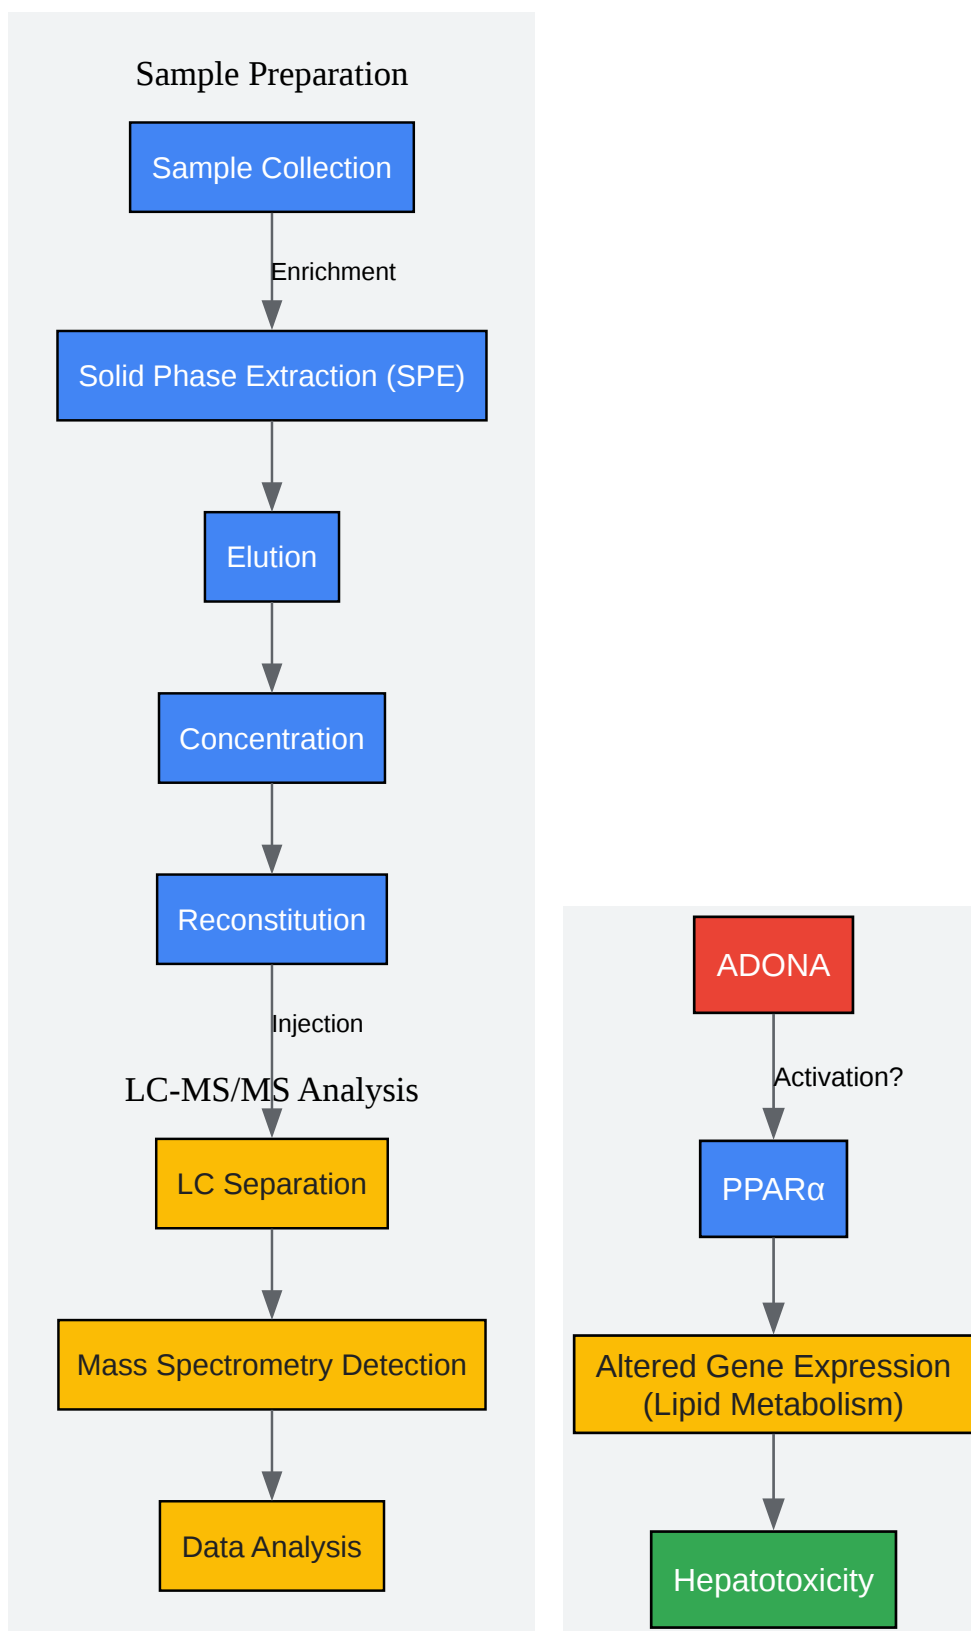 Sample Preparation
Sample Collection
Enrichment
Solid Phase Extraction (SPE)
Elution
Concentration
Reconstitution
Injection
LC-MS/MS Analysis
LC Separation
Mass Spectrometry Detection
Data Analysis
ADONA
Activation?
PPARα
Altered Gene Expression
(Lipid Metabolism)
Hepatotoxicity